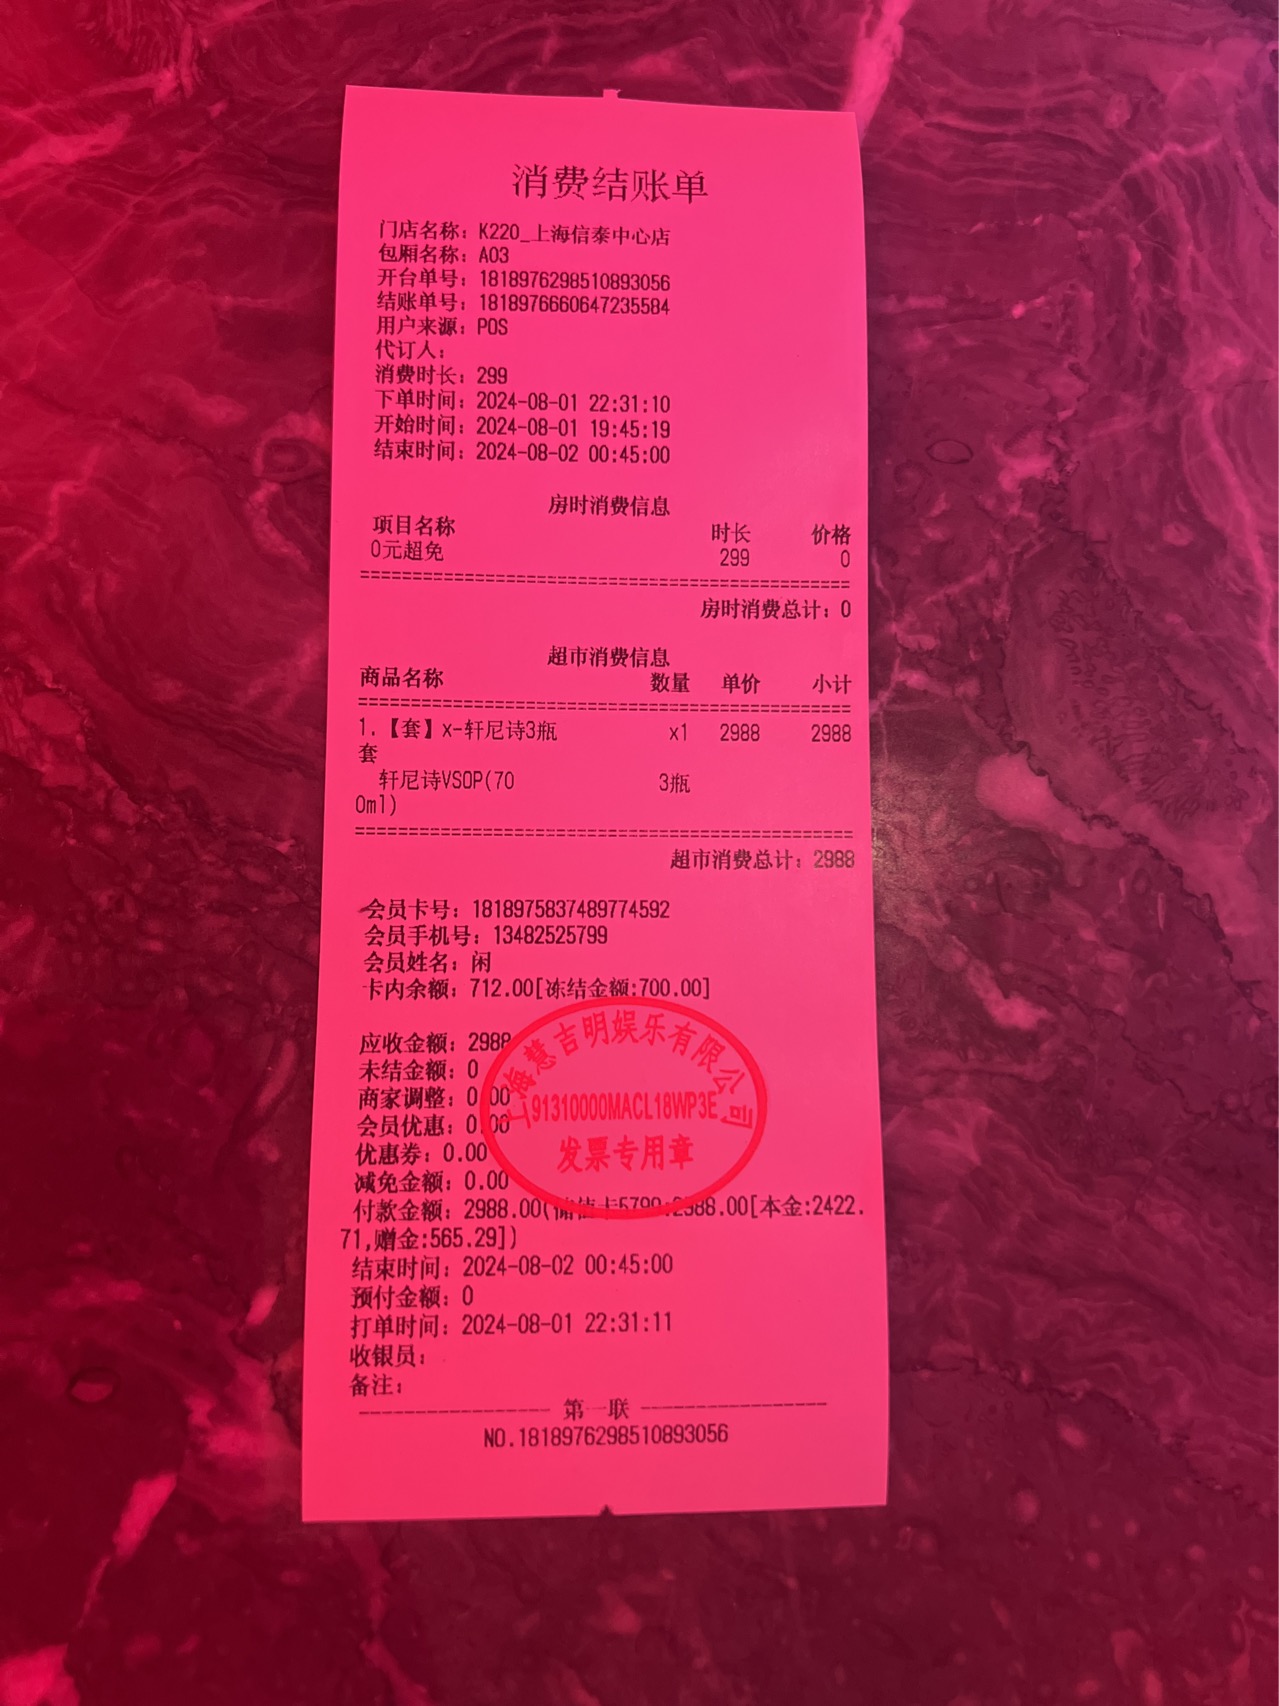 消费结账单
门店名称：K220_上海信泰中心店
包厢名称：A03
开台单号：1818976298510893056
结账单号：1818976660647235584
用户来源：POS
代订人：
消费时长：299
下单时间：2024-08-01 22:31:10
开始时间：2024-08-01 19:45:19
结束时间：2024-08-02 00:45:00
房时消费信息
项目名称 时长 价格
0元超免 299 0
房时消费总计：0
超市消费信息
商品名称 数量 单价 小计
1.【套】x-轩尼诗3瓶 x1 2988 2988
套
轩尼诗VSOP(70 3瓶
0ml)
超市消费总计：2988
会员卡号：1818975837489774592
会员手机号：13482525799
会员姓名：闲
卡内余额：712.00[冻结金额:700.00]
应收金额：2988
未结金额：0
商家调整：0.00
会员优惠：0.00
优惠券：0.00
减免金额：0.00
付款金额：2988.00(储值卡5799:2988.00[本金:2422.
71,赠金:565.29])
结束时间：2024-08-02 00:45:00
预付金额：0
打单时间：2024-08-01 22:31:11
收银员：
备注：
第一联
NO.1818976298510893056
上海慧吉明娱乐有限公司
91310000MACL18WP3E
发票专用章